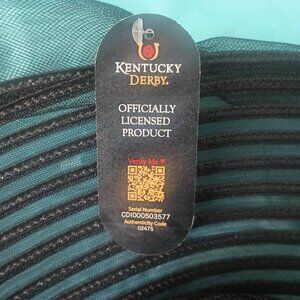 KENTUCKY
DERBY.
OFFICIALLY
LICENSED
PRODUCT
Verify Me
Serial Number
CDI000503577
Authenticity Code
02475